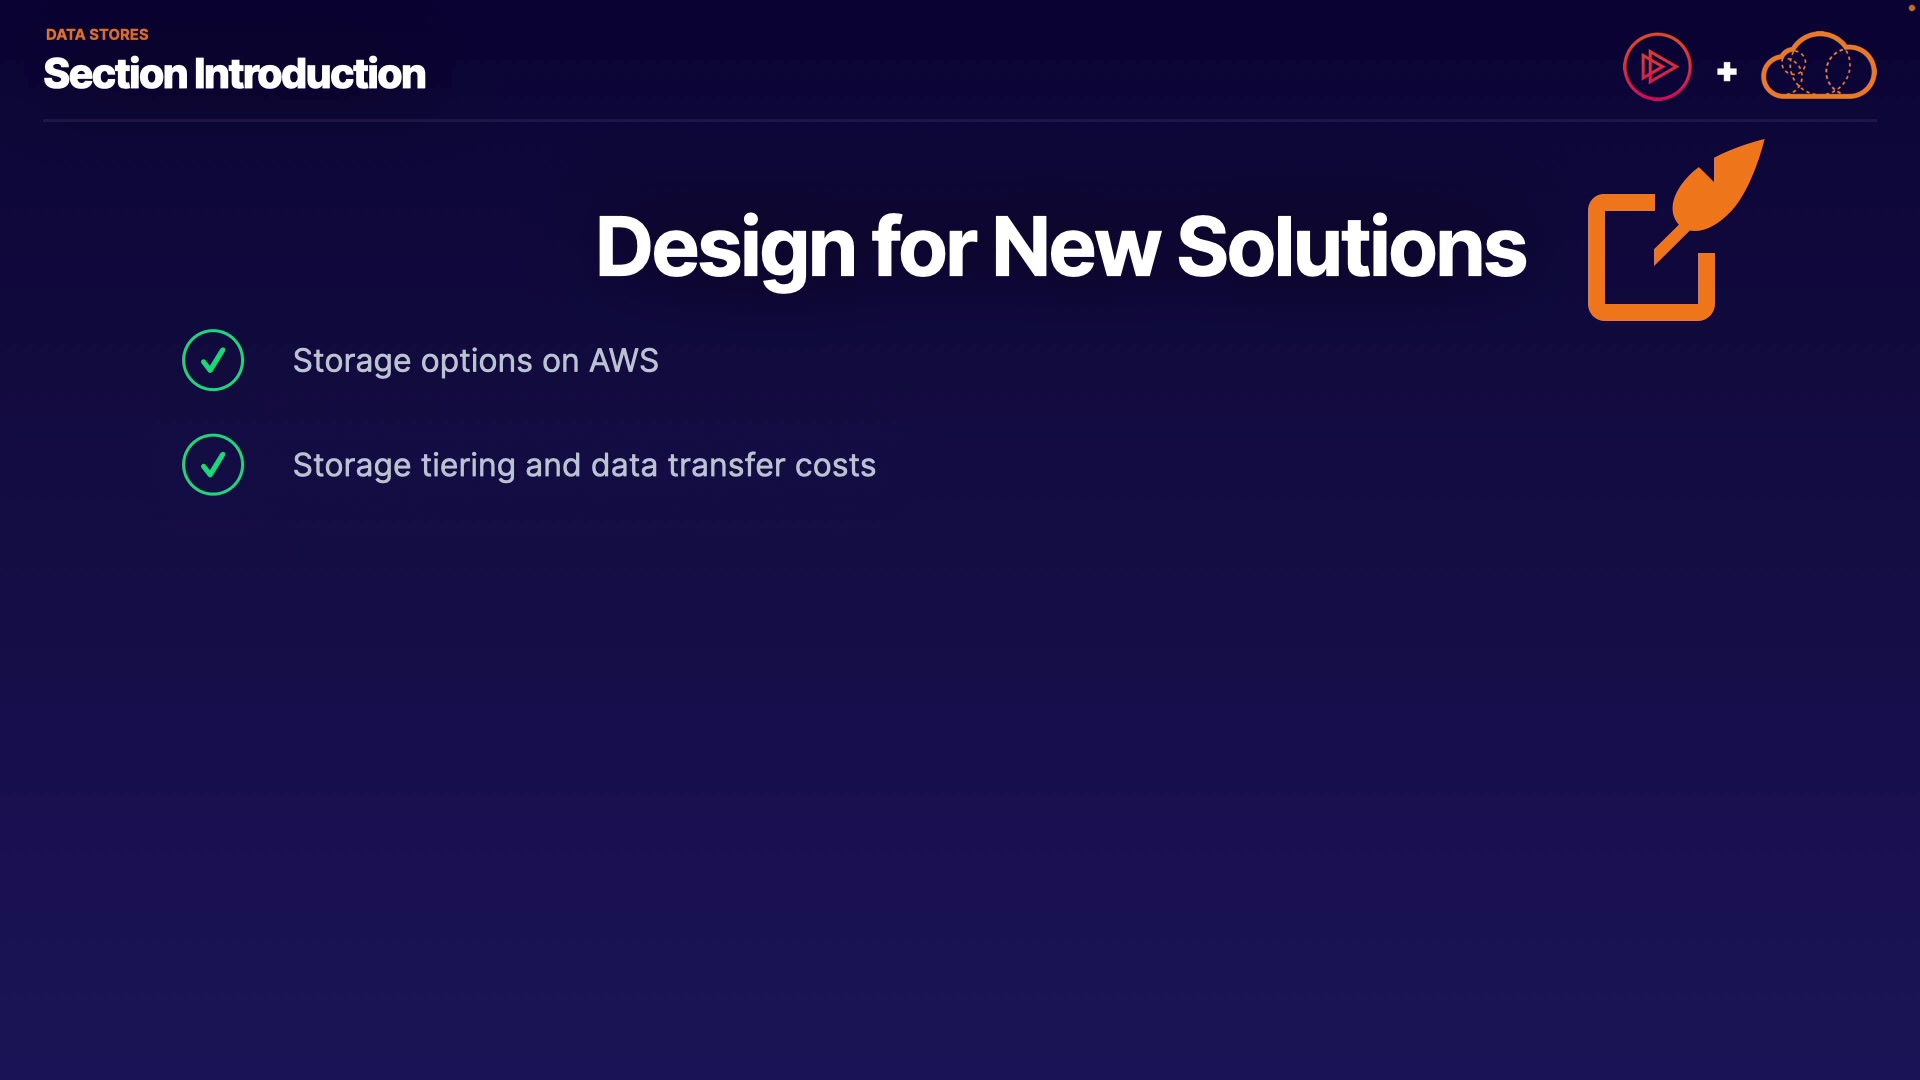 DATA STORES
Section Introduction
Design for New Solutions
Storage options on AWS
Storage tiering and data transfer costs